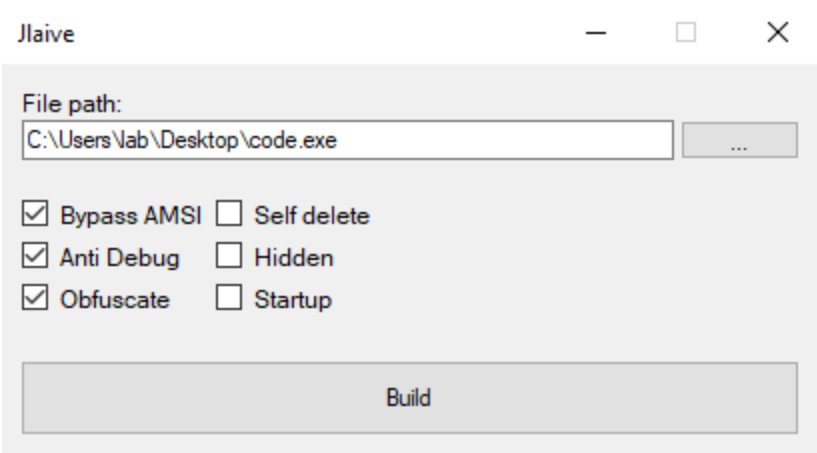 Jlaive
File path:
C:\Users\lab\Desktop\code.exe
...
Bypass AMSI Self delete
Anti Debug Hidden
Obfuscate Startup
Build